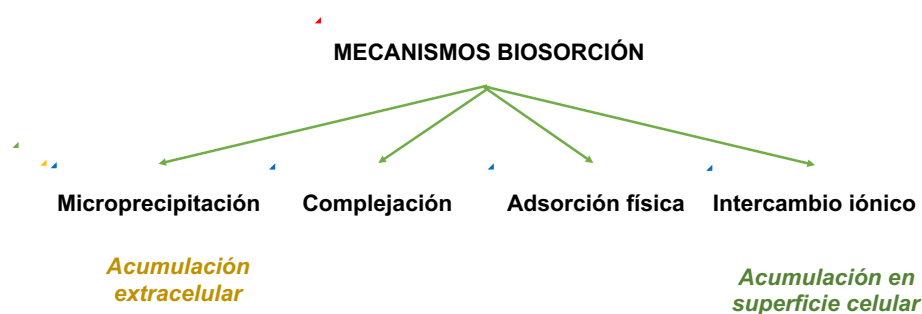 MECANISMOS BIOSORCIÓN
Microprecipitación
Complejación
Adsorción física
Intercambio iónico
Acumulación
extracelular
Acumulación en
superficie celular